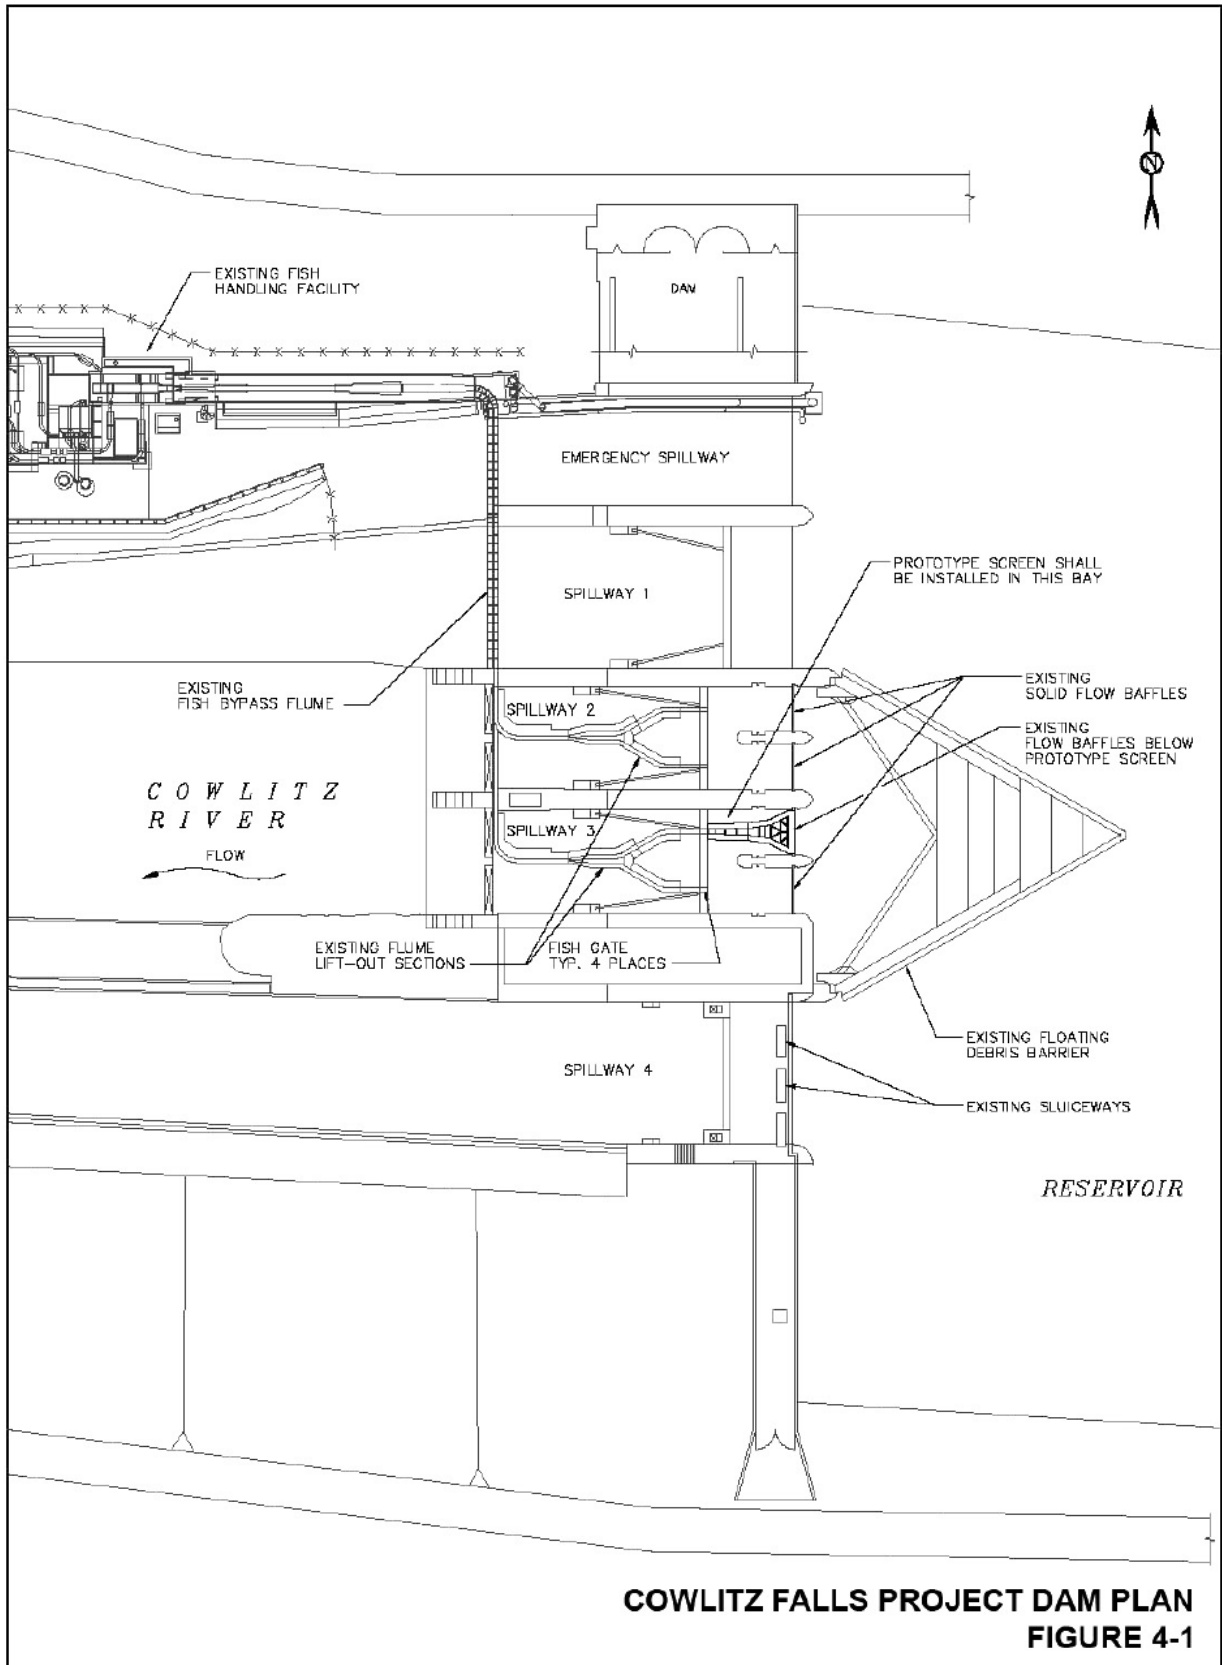 N
EXISTING FISH
HANDLING FACILITY
DAM
EMERGENCY SPILLWAY
PROTOTYPE SCREEN SHALL
BE INSTALLED IN THIS BAY
SPILLWAY 1
EXISTING
FISH BYPASS FLUME
SPILLWAY 2
EXISTING
SOLID FLOW BAFFLES
EXISTING
FLOW BAFFLES BELOW
PROTOTYPE SCREEN
COWLITZ
RIVER
SPILLWAY 3
FLOW
EXISTING FLUME
LIFT-OUT SECTIONS
FISH GATE
TYP. 4 PLACES
EXISTING FLOATING
DEBRIS BARRIER
SPILLWAY 4
EXISTING SLUICEWAYS
RESERVOIR
COWLITZ FALLS PROJECT DAM PLAN
FIGURE 4-1